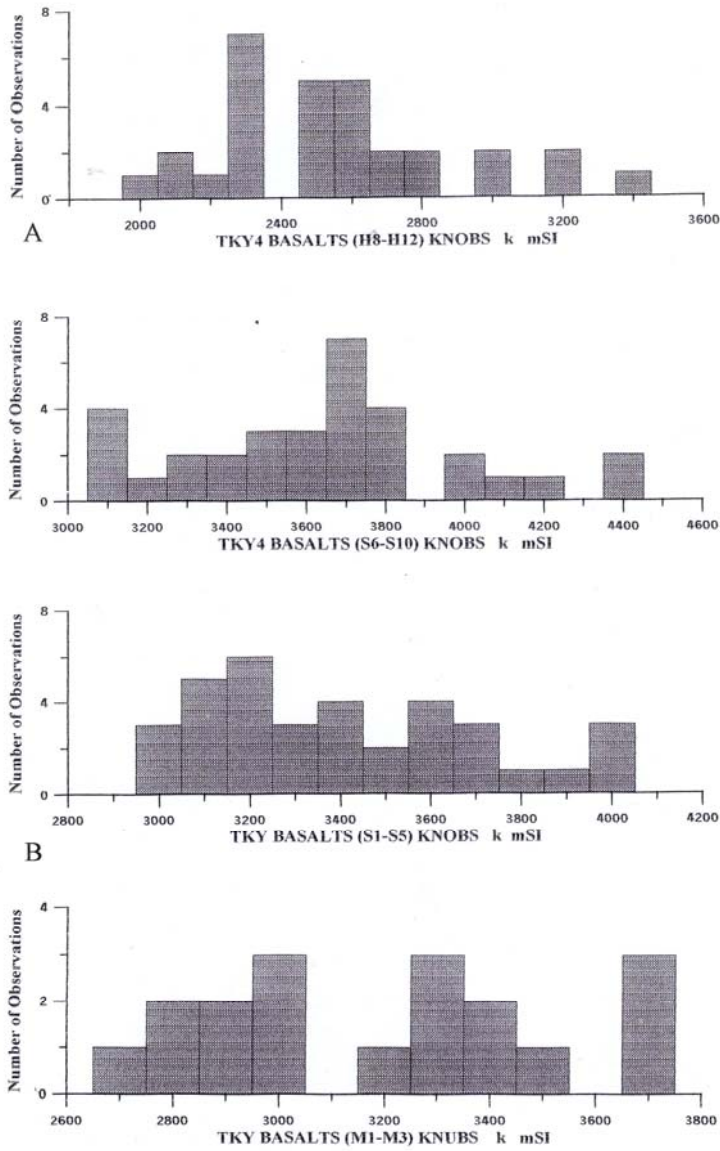 8
4
0
Number of Observations
2000 2400 2800 3200 3600
A
TKY4 BASALTS (H8-H12) KNOBS k mSI
8
4
0
Number of Observations
3000 3200 3400 3600 3800 4000 4200 4400 4600
TKY4 BASALTS (S6-S10) KNOBS k mSI
8
4
0
Number of Observations
2800 3000 3200 3400 3600 3800 4000 4200
TKY BASALTS (S1-S5) KNOBS k mSI
B
4
2
0
Number of Observations
2600 2800 3000 3200 3400 3600 3800
TKY BASALTS (M1-M3) KNUBS k mSI